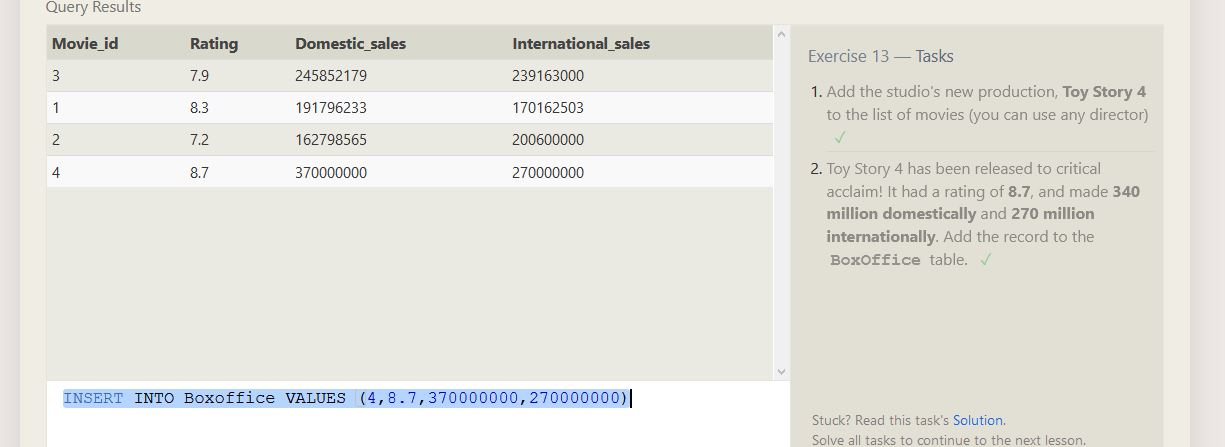 Query Results
Movie_id Rating Domestic_sales International_sales
3 7.9 245852179 239163000
1 8.3 191796233 170162503
2 7.2 162798565 200600000
4 8.7 370000000 270000000
INSERT INTO Boxoffice VALUES (4,8.7,370000000,270000000)
Exercise 13 — Tasks
1. Add the studio's new production, Toy Story 4
to the list of movies (you can use any director)
✓
2. Toy Story 4 has been released to critical
acclaim! It had a rating of 8.7, and made 340
million domestically and 270 million
internationally. Add the record to the
BoxOffice table. ✓
Stuck? Read this task's Solution.
Solve all tasks to continue to the next lesson.